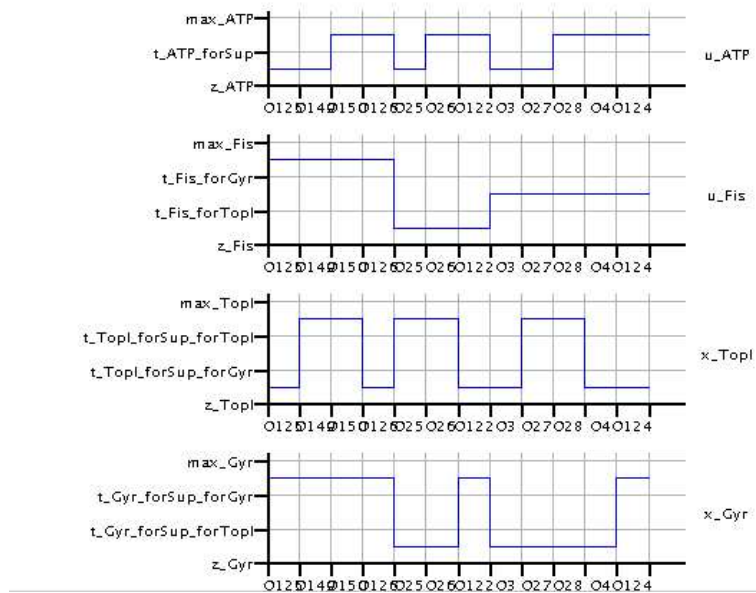 max_ATP
t_ATP_forSup
z_ATP
u_ATP
O125 O149 O150 O126 O25 O26 O122 O3 O27 O28 O4 O124
max_Fis
t_Fis_forGyr
t_Fis_forTopI
z_Fis
u_Fis
O125 O149 O150 O126 O25 O26 O122 O3 O27 O28 O4 O124
max_TopI
t_TopI_forSup_forTopI
t_TopI_forSup_forGyr
z_TopI
x_TopI
O125 O149 O150 O126 O25 O26 O122 O3 O27 O28 O4 O124
max_Gyr
t_Gyr_forSup_forGyr
t_Gyr_forSup_forTopI
z_Gyr
x_Gyr
O125 O149 O150 O126 O25 O26 O122 O3 O27 O28 O4 O124